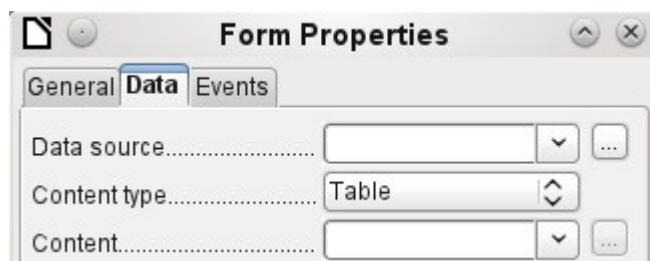 Form Properties
General Data Events
Data source........................ ...
Content type........................ Table
Content................................ ...